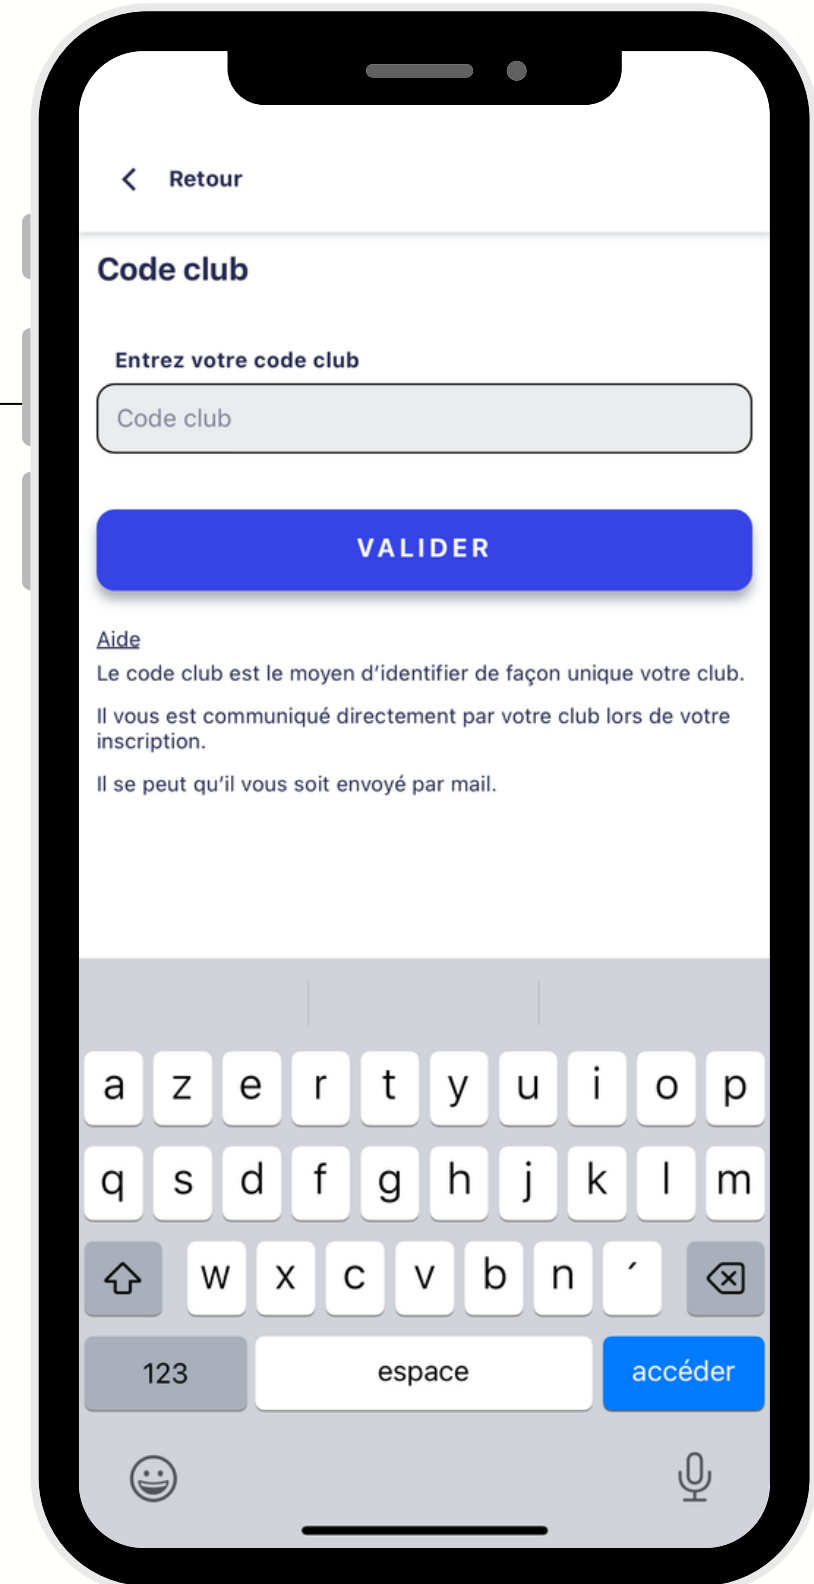 Retour
Code club
Entrez votre code club
Code club
VALIDER
Aide
Le code club est le moyen d’identifier de façon unique votre club.
Il vous est communiqué directement par votre club lors de votre
inscription.
Il se peut qu’il vous soit envoyé par mail.
a z e r t y u i o p
q s d f g h j k l m
w x c v b n ´
123 espace accéder